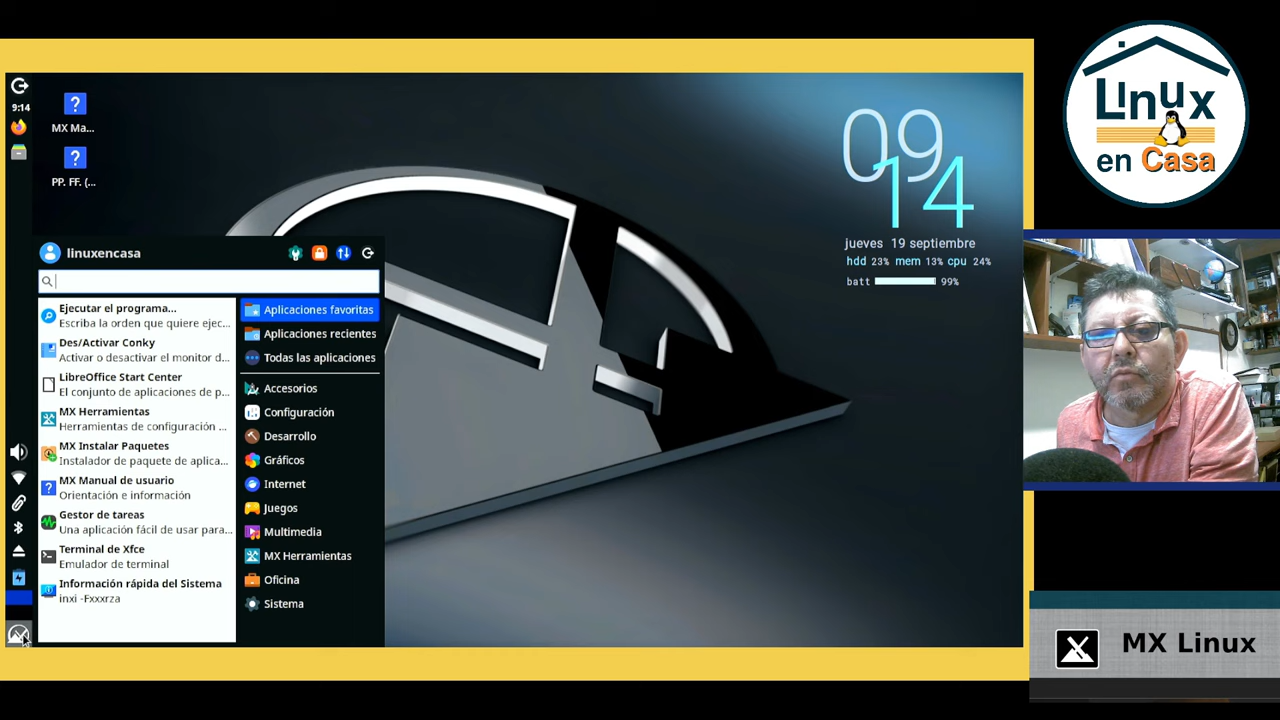 9:14
MX Ma...
PP. FF. (...
09
14
jueves 19 septiembre
hdd 23% mem 13% cpu 24%
batt 99%
linuxencasa
Ejecutar el programa...
Escriba la orden que quiere ejec...
Des/Activar Conky
Activar o desactivar el monitor d...
LibreOffice Start Center
El conjunto de aplicaciones de p...
MX Herramientas
Herramientas de configuración ...
MX Instalar Paquetes
Instalador de paquete de aplica...
MX Manual de usuario
Orientación e información
Gestor de tareas
Una aplicación fácil de usar para...
Terminal de Xfce
Emulador de terminal
Información rápida del Sistema
inxi -Fxxxrza
Aplicaciones favoritas
Aplicaciones recientes
Todas las aplicaciones
Accesorios
Configuración
Desarrollo
Gráficos
Internet
Juegos
Multimedia
MX Herramientas
Oficina
Sistema
Linux
en Casa
MX Linux